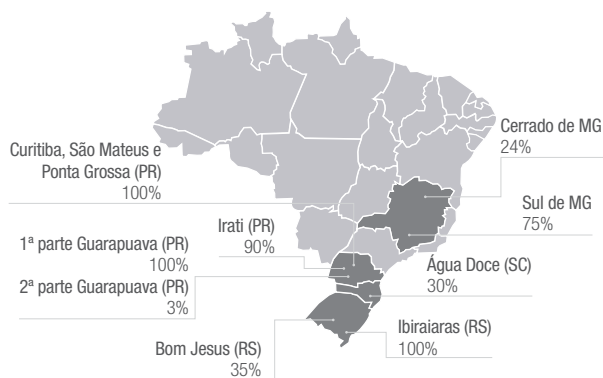 Cerrado de MG
24%
Curitiba, São Mateus e
Ponta Grossa (PR)
100%
Sul de MG
75%
Irati (PR)
90%
1ª parte Guarapuava (PR)
100%
Água Doce (SC)
30%
2ª parte Guarapuava (PR)
3%
Ibiraiaras (RS)
100%
Bom Jesus (RS)
35%